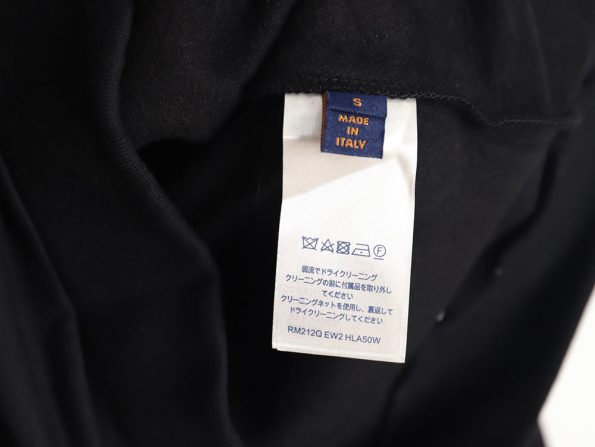 S
MADE
IN
ITALY
弱流でドライクリーニング
クリーニングの前に付属品を取り外し
てください
クリーニングネットを使用し、裏返して
ドライクリーニングしてください
RM212Q EW2 HLA50W